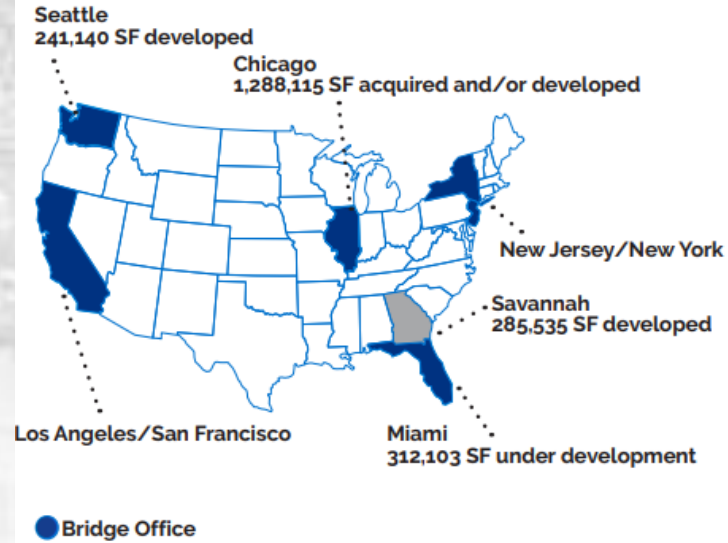 Seattle
241,140 SF developed
Chicago
1,288,115 SF acquired and/or developed
New Jersey/New York
Savannah
285,535 SF developed
Los Angeles/San Francisco
Miami
312,103 SF under development
Bridge Office